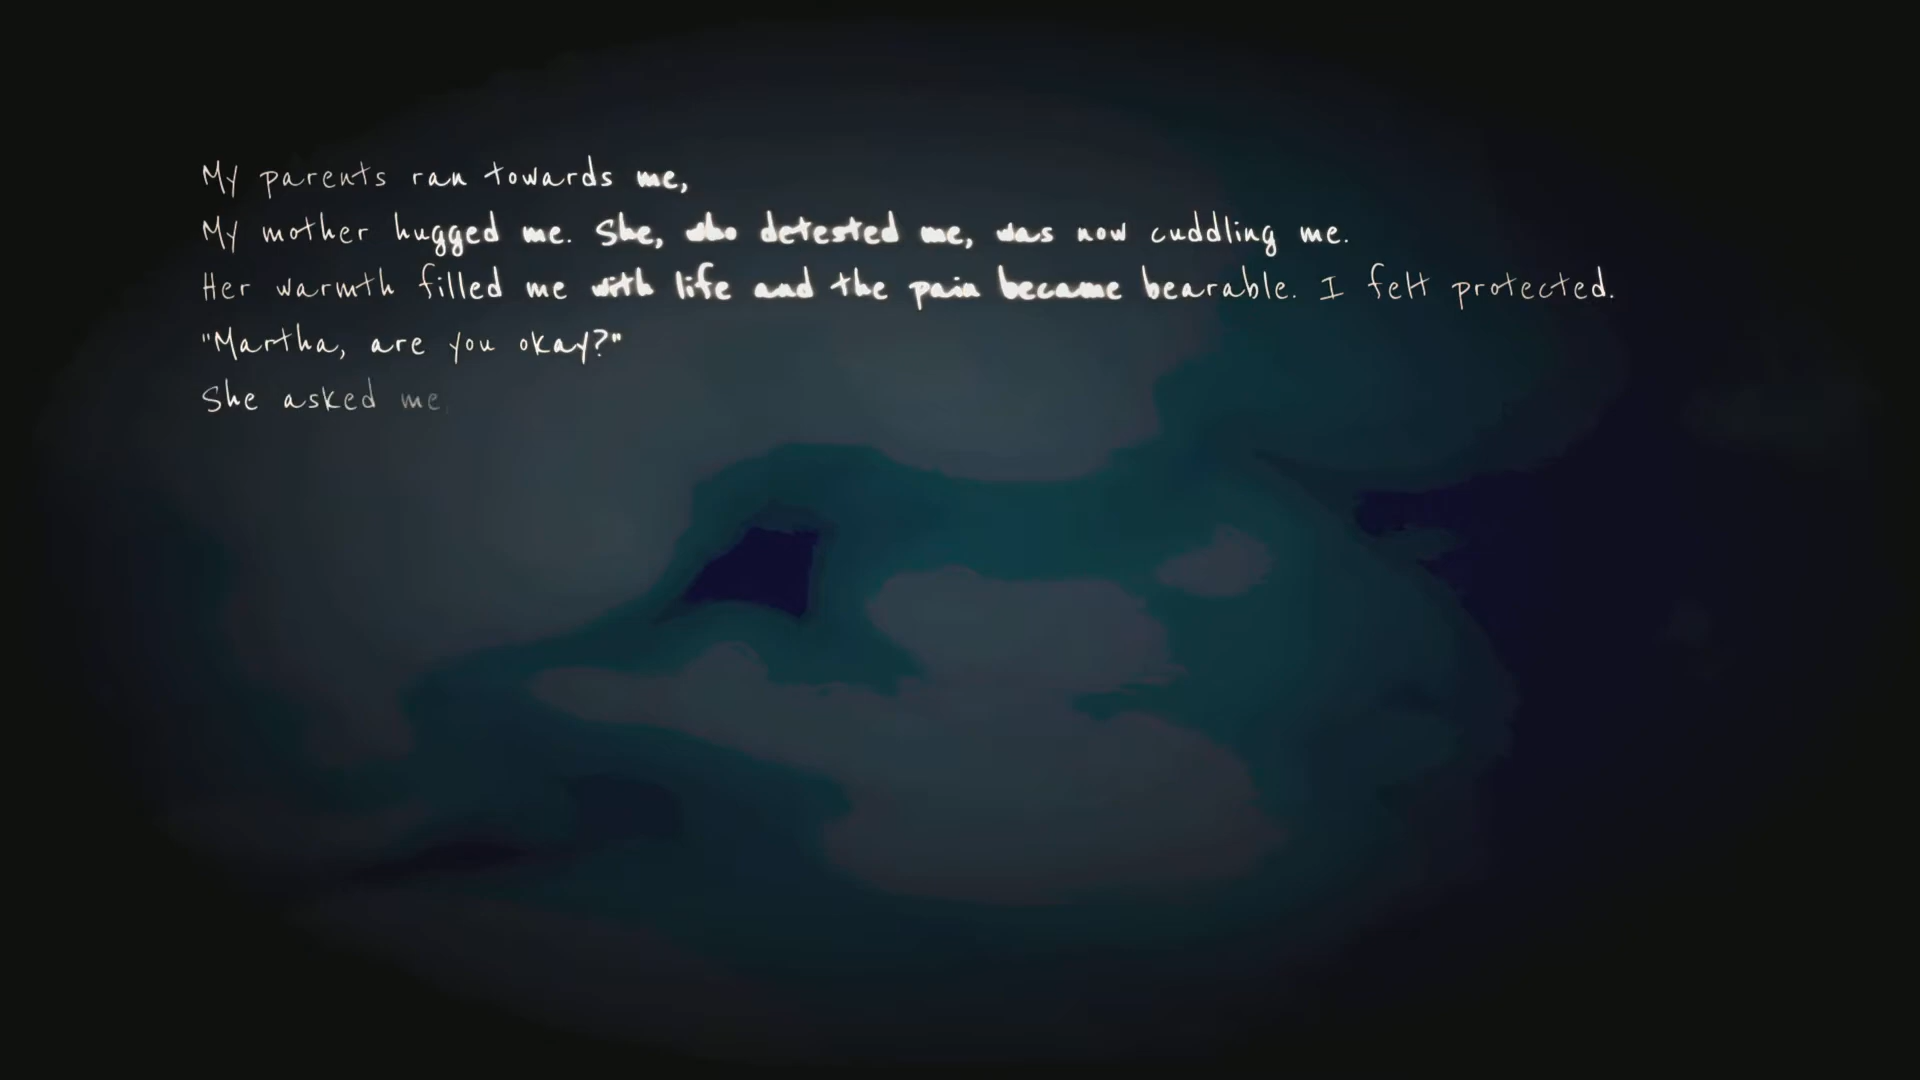 My parents ran towards me,
My mother hugged me. She, who detested me, was now cuddling me.
Her warmth filled me with life and the pain became bearable. I felt protected.
"Martha, are you okay?"
She asked me.